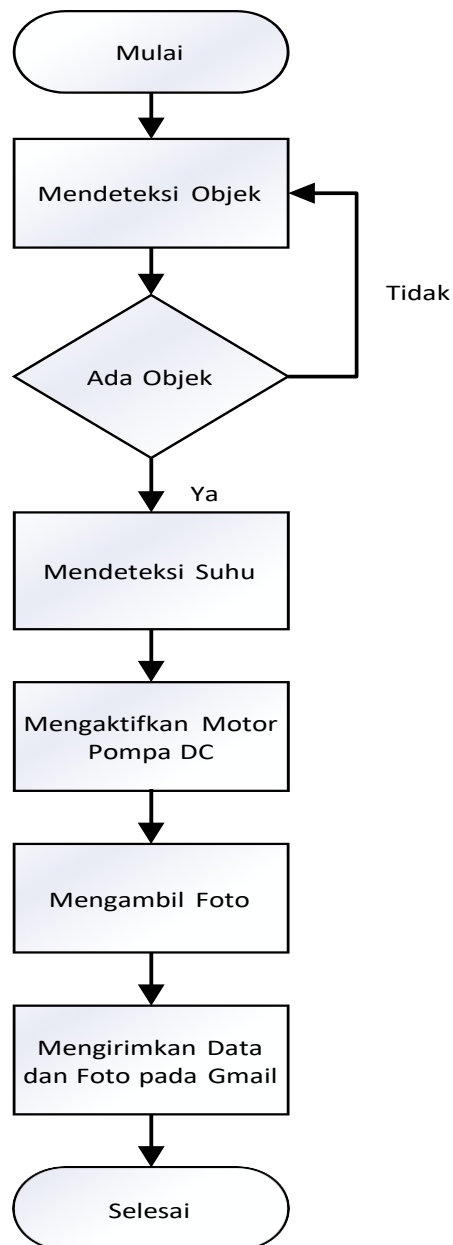 Mulai
Mendeteksi Objek
Tidak
Ada Objek
Ya
Mendeteksi Suhu
Mengaktifkan Motor
Pompa DC
Mengambil Foto
Mengirimkan Data
dan Foto pada Gmail
Selesai